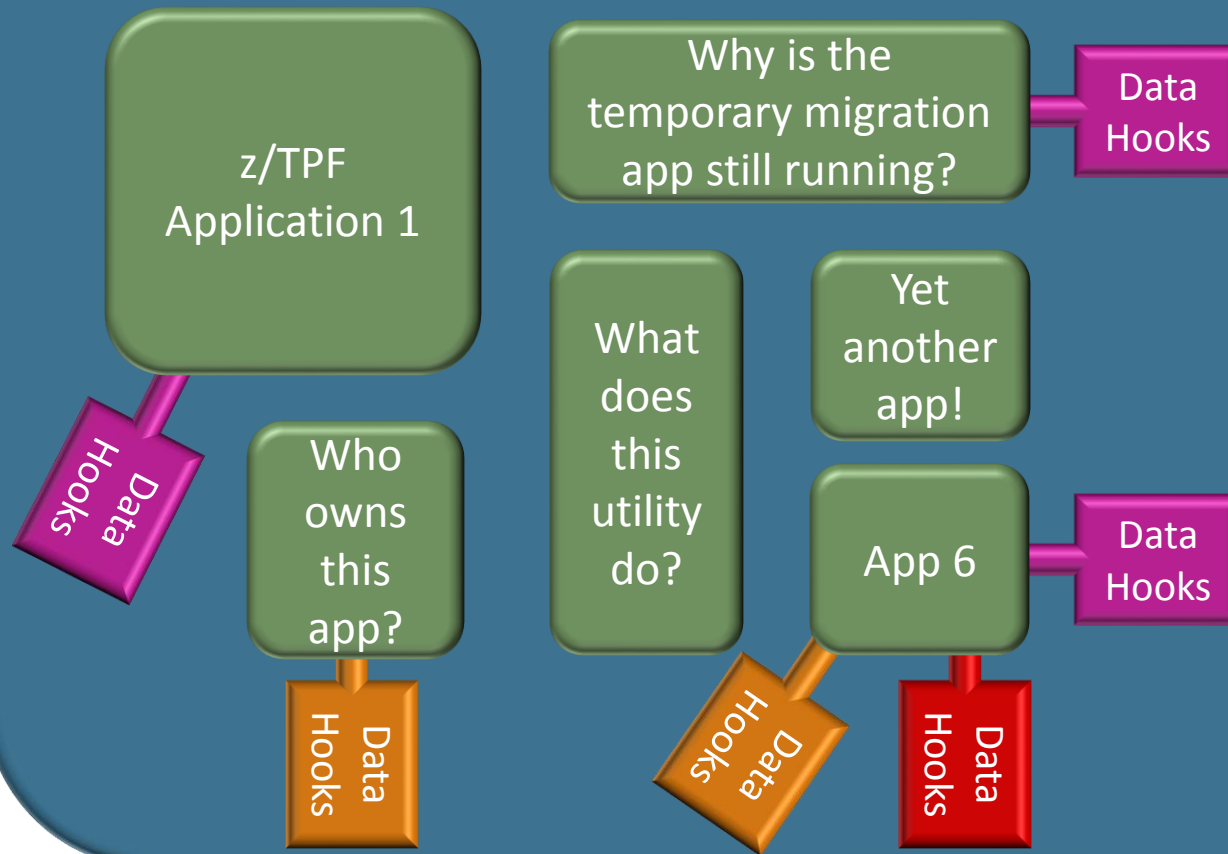 z/TPF
Application 1
Why is the
temporary migration
app still running?
Data
Hooks
What
does
this
utility
do?
Yet
another
app!
Data
Hooks
Who
owns
this
app?
App 6
Data
Hooks
Data
Hooks
Data
Hooks
Data
Hooks